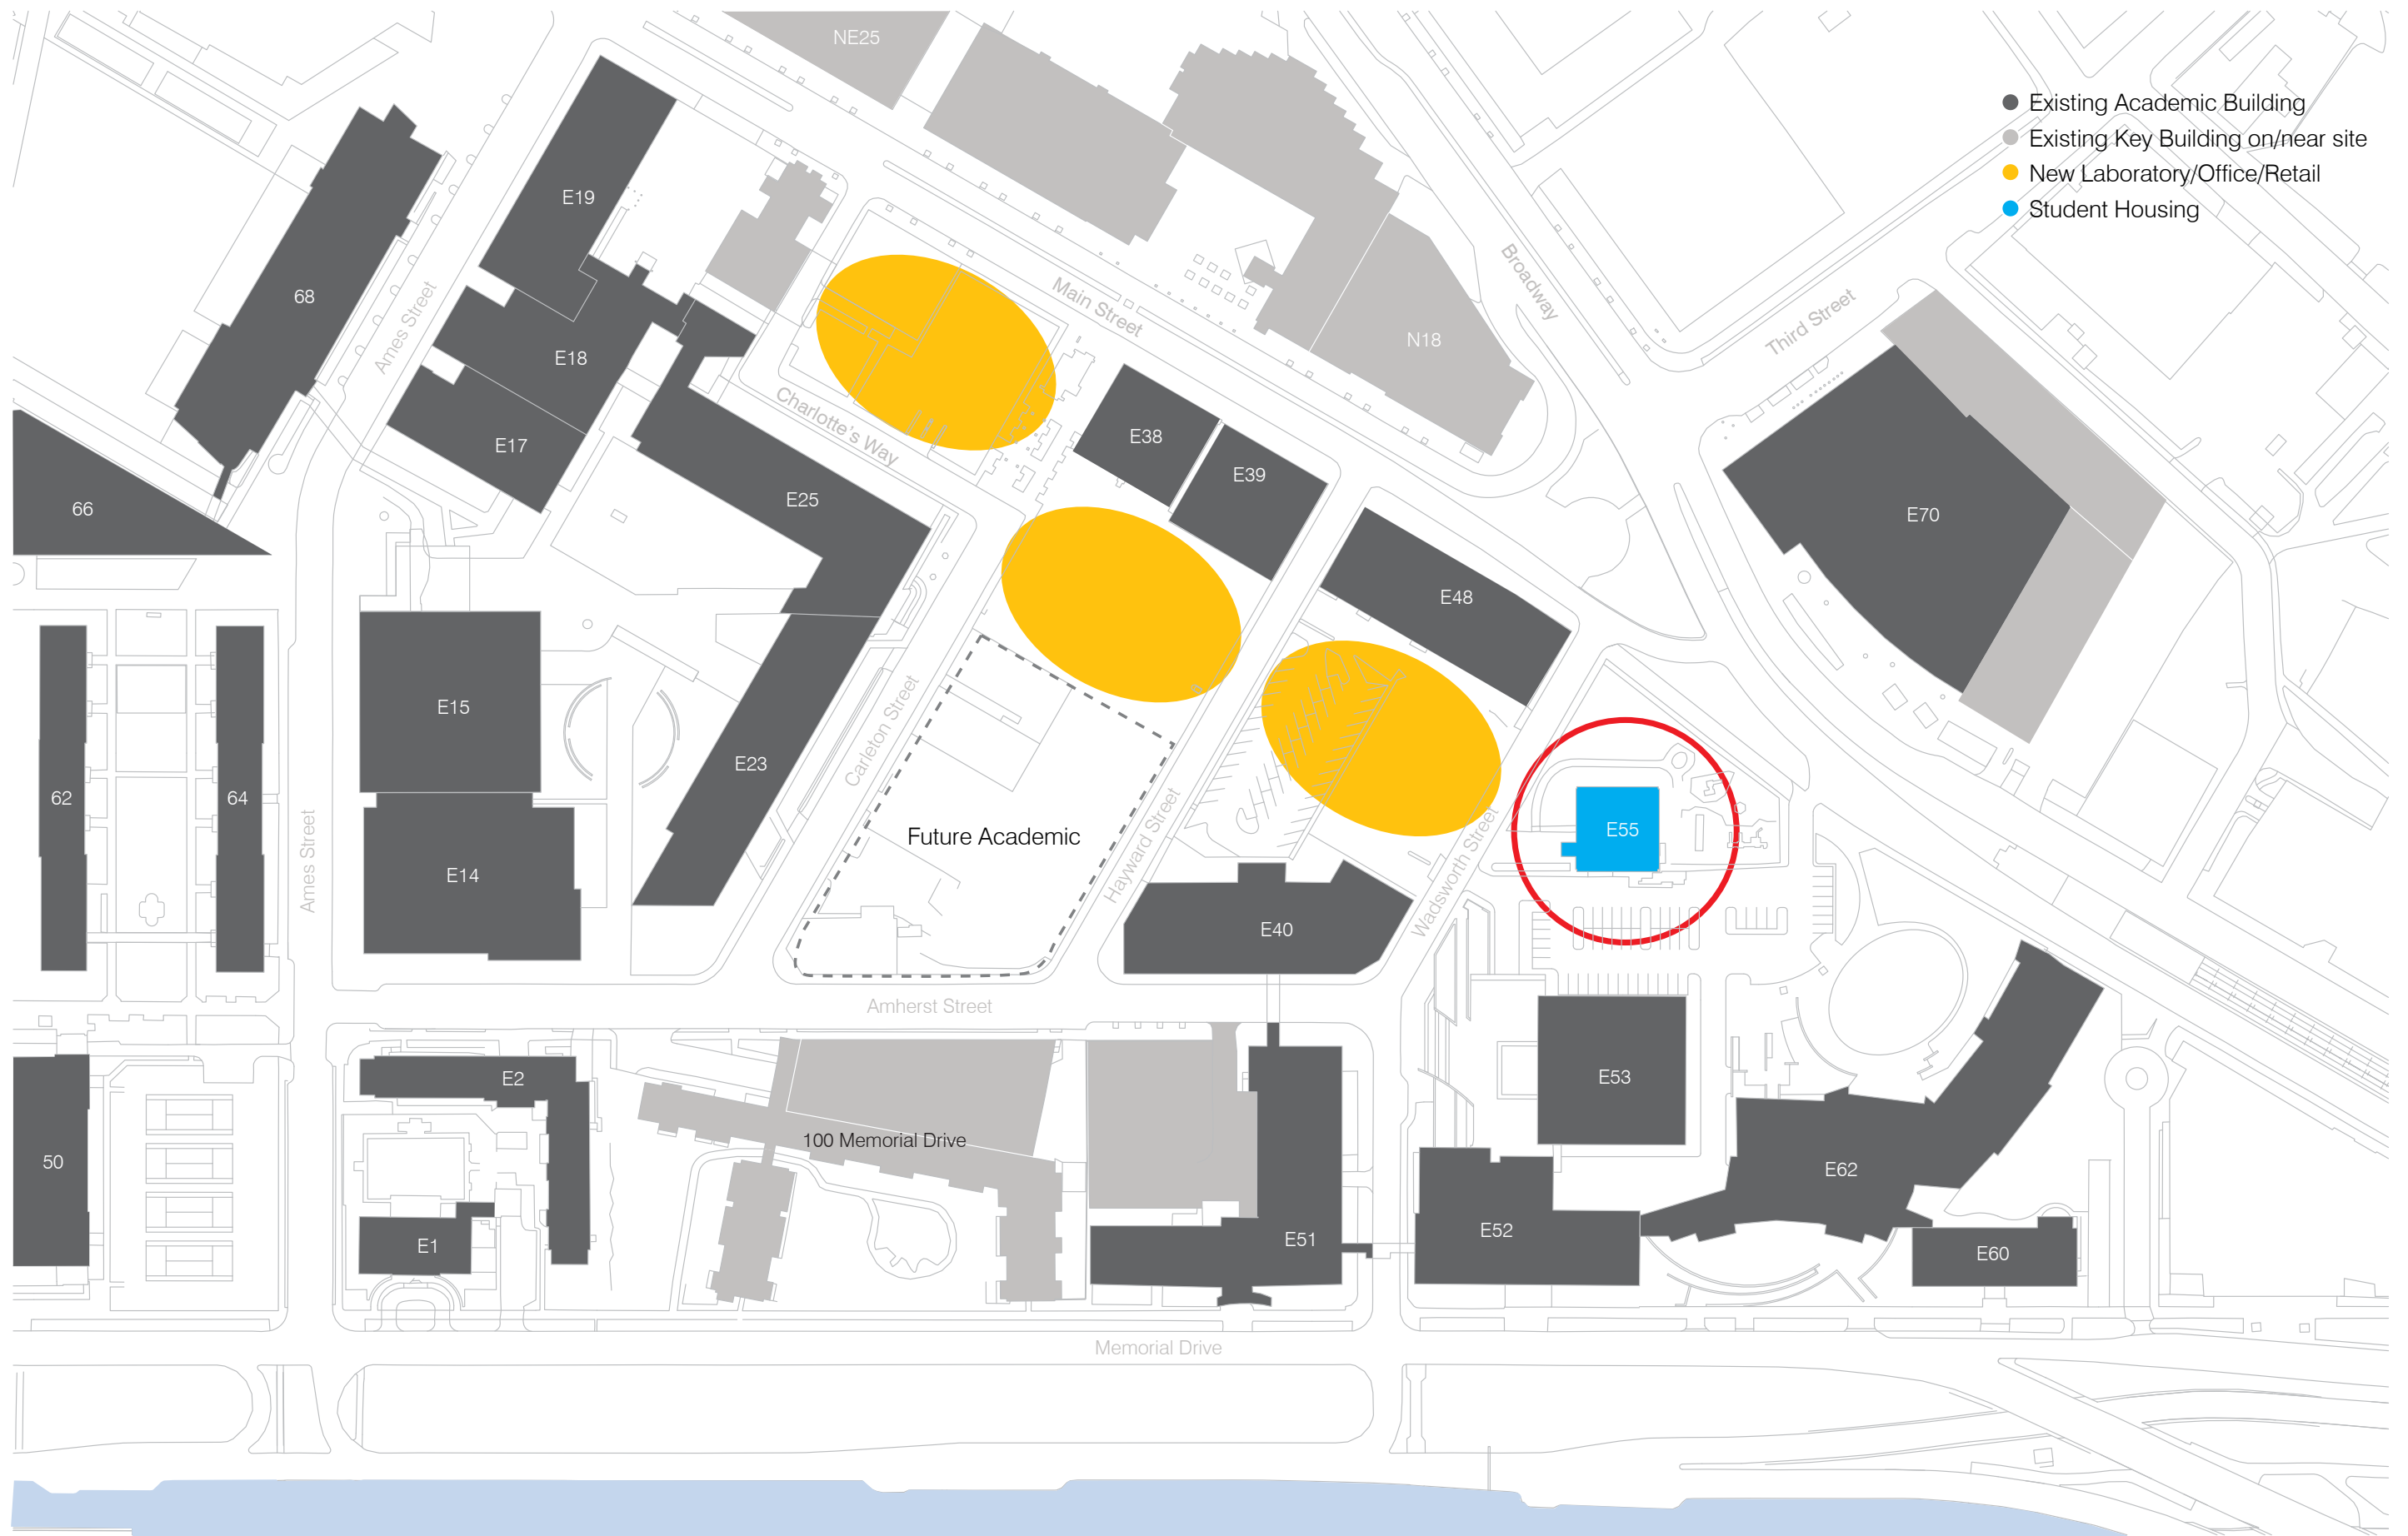 NE25
Existing Academic Building
Existing Key Building on/near site
New Laboratory/Office/Retail
Student Housing
E19
68
Ames Street
Main Street
Broadway
Third Street
N18
E18
E17
Charlotte's Way
E38
E39
E25
66
E70
E48
E15
Carleton Street
E23
62
64
Ames Street
E14
Future Academic
Hayward Street
Wadsworth Street
E55
E40
Amherst Street
E2
E53
50
100 Memorial Drive
E62
E1
E51
E52
E60
Memorial Drive